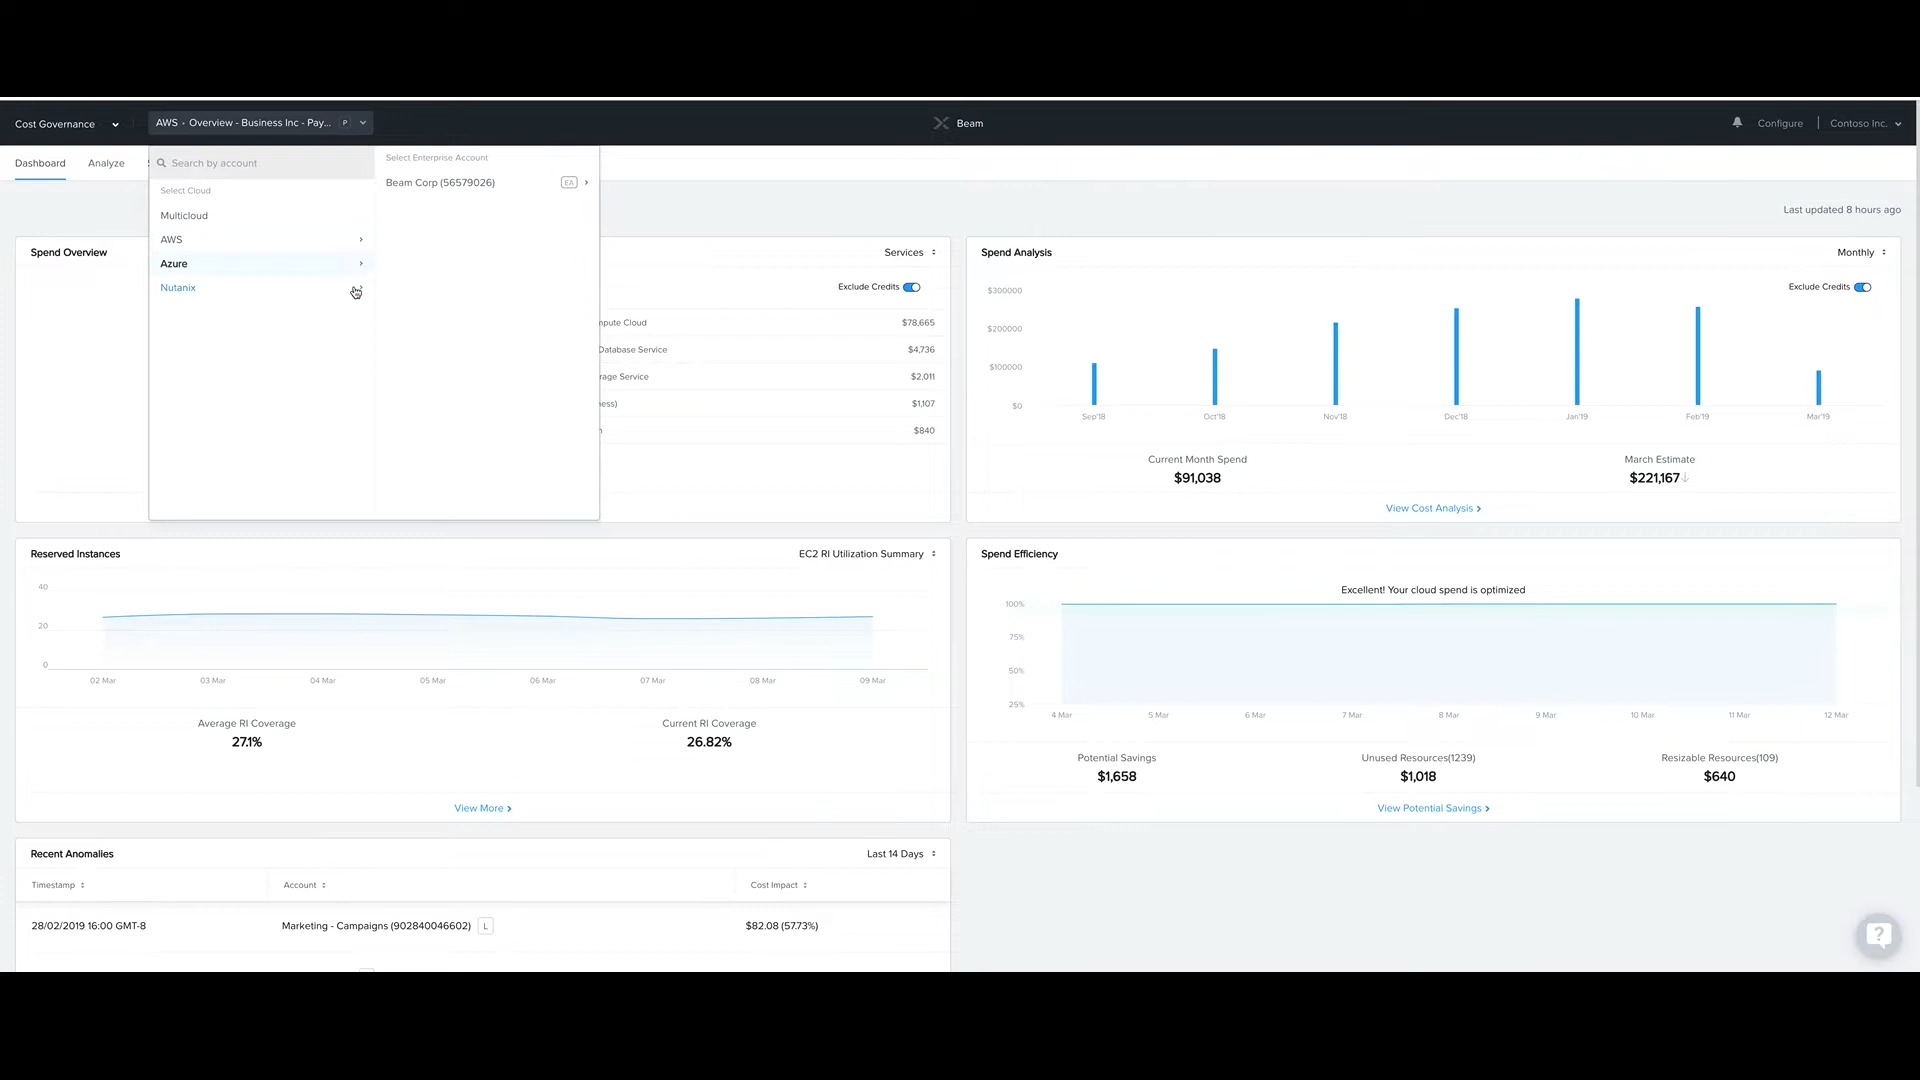 Cost Governance
AWS • Overview - Business Inc - Pay... P
Beam
Configure
Contoso Inc.
Dashboard
Analyze
Search by account
Select Cloud
Multicloud
AWS
Azure
Nutanix
Select Enterprise Account
Beam Corp (56579026) EA
Last updated 8 hours ago
Spend Overview
Services
Exclude Credits
pute Cloud $78,665
Database Service $4,736
rage Service $2,011
ess) $1,107
$840
Spend Analysis
Monthly
Exclude Credits
$300000
$200000
$100000
$0
Sep'18 Oct'18 Nov'18 Dec'18 Jan'19 Feb'19 Mar'19
Current Month Spend
$91,038
March Estimate
$221,167
View Cost Analysis
Reserved Instances
EC2 RI Utilization Summary
40
20
0
02 Mar 03 Mar 04 Mar 05 Mar 06 Mar 07 Mar 08 Mar 09 Mar
Average RI Coverage
27.1%
Current RI Coverage
26.82%
View More
Spend Efficiency
Excellent! Your cloud spend is optimized
100%
75%
50%
25%
4 Mar 5 Mar 6 Mar 7 Mar 8 Mar 9 Mar 10 Mar 11 Mar 12 Mar
Potential Savings
$1,658
Unused Resources(1239)
$1,018
Resizable Resources(109)
$640
View Potential Savings
Recent Anomalies
Last 14 Days
Timestamp Account Cost Impact
28/02/2019 16:00 GMT-8 Marketing - Campaigns (902840046602) L $82.08 (57.73%)
?